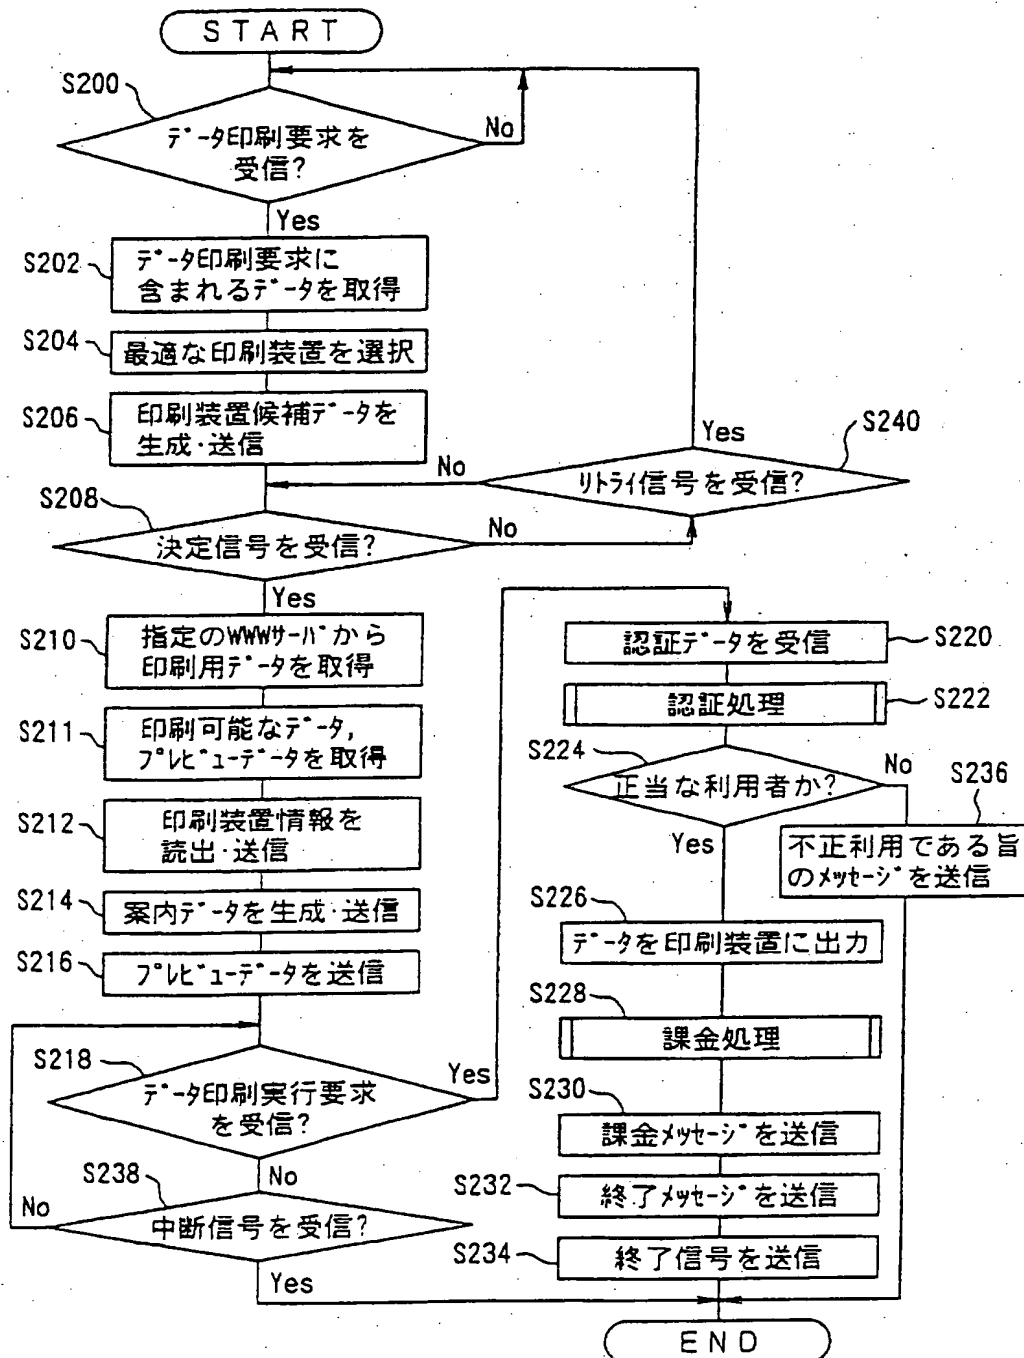 START
S200
データ印刷要求を
受信?
No
Yes
S202
データ印刷要求に
含まれるデータを取得
S204
最適な印刷装置を選択
S206
印刷装置候補データを
生成・送信
Yes
S240
No
リトライ信号を受信?
S208
決定信号を受信?
No
Yes
S210
指定のWWWサーバから
印刷用データを取得
S211
印刷可能なデータ,
プレビューデータを取得
S212
印刷装置情報を
読出・送信
S214
案内データを生成・送信
S216
プレビューデータを送信
S218
データ印刷実行要求
を受信?
Yes
No
S238
No
中断信号を受信?
Yes
認証データを受信
S220
認証処理
S222
S224
正当な利用者か?
No
Yes
S236
不正利用である旨
のメッセージを送信
S226
データを印刷装置に出力
S228
課金処理
S230
課金メッセージを送信
S232
終了メッセージを送信
S234
終了信号を送信
END